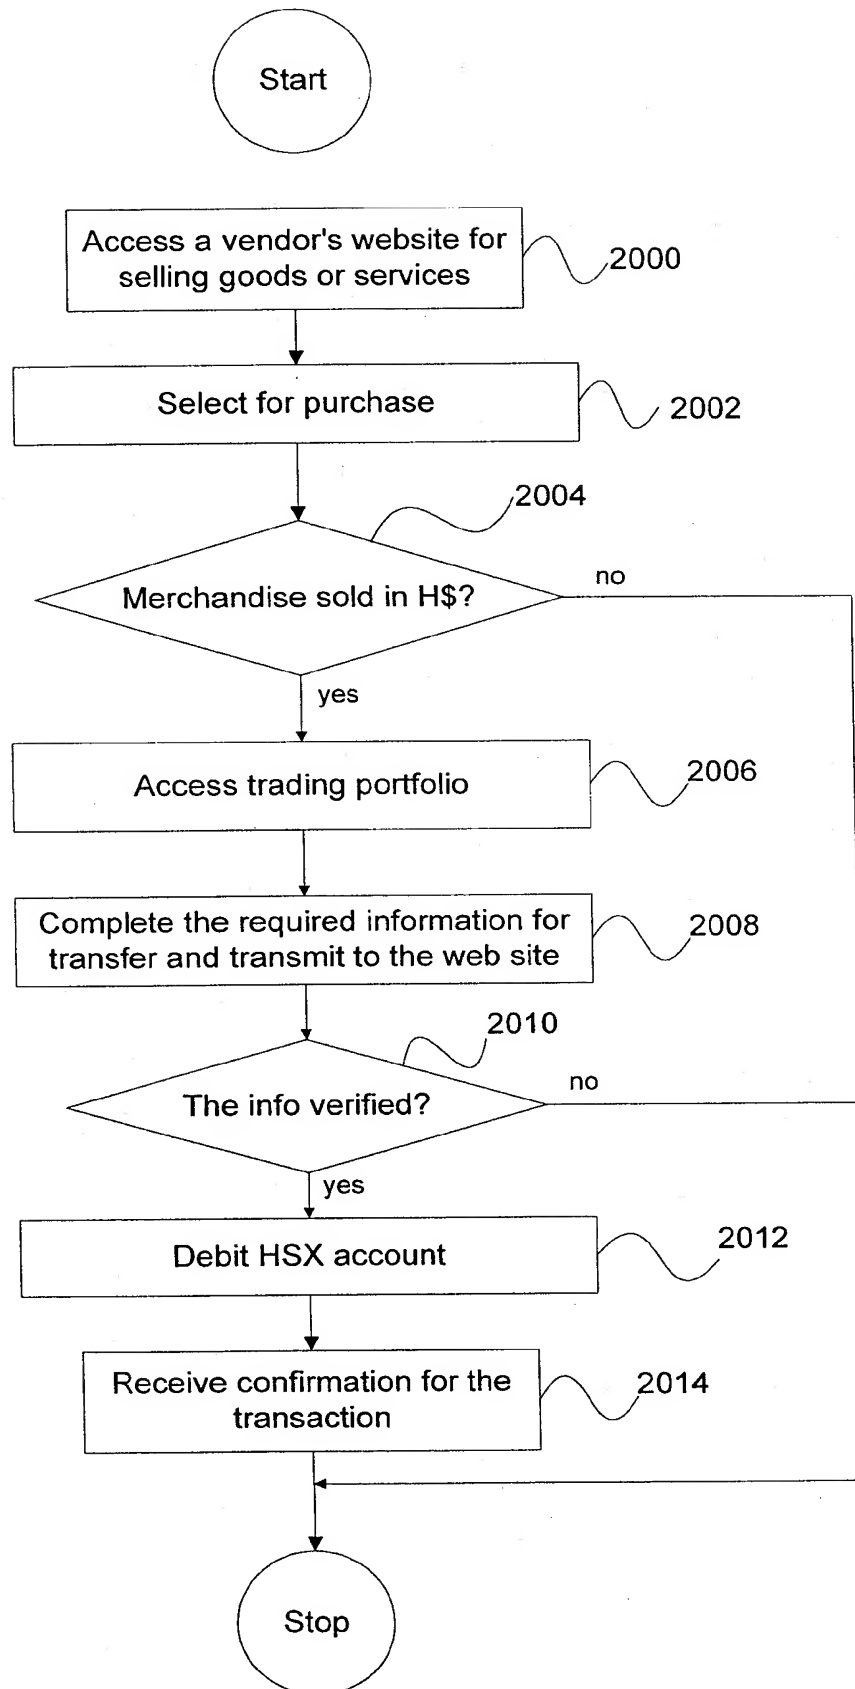 Start
Access a vendor's website for
selling goods or services
2000
Select for purchase
2002
2004
Merchandise sold in H$?
no
yes
Access trading portfolio
2006
Complete the required information for
transfer and transmit to the web site
2008
2010
The info verified?
no
yes
Debit HSX account
2012
Receive confirmation for the
transaction
2014
Stop